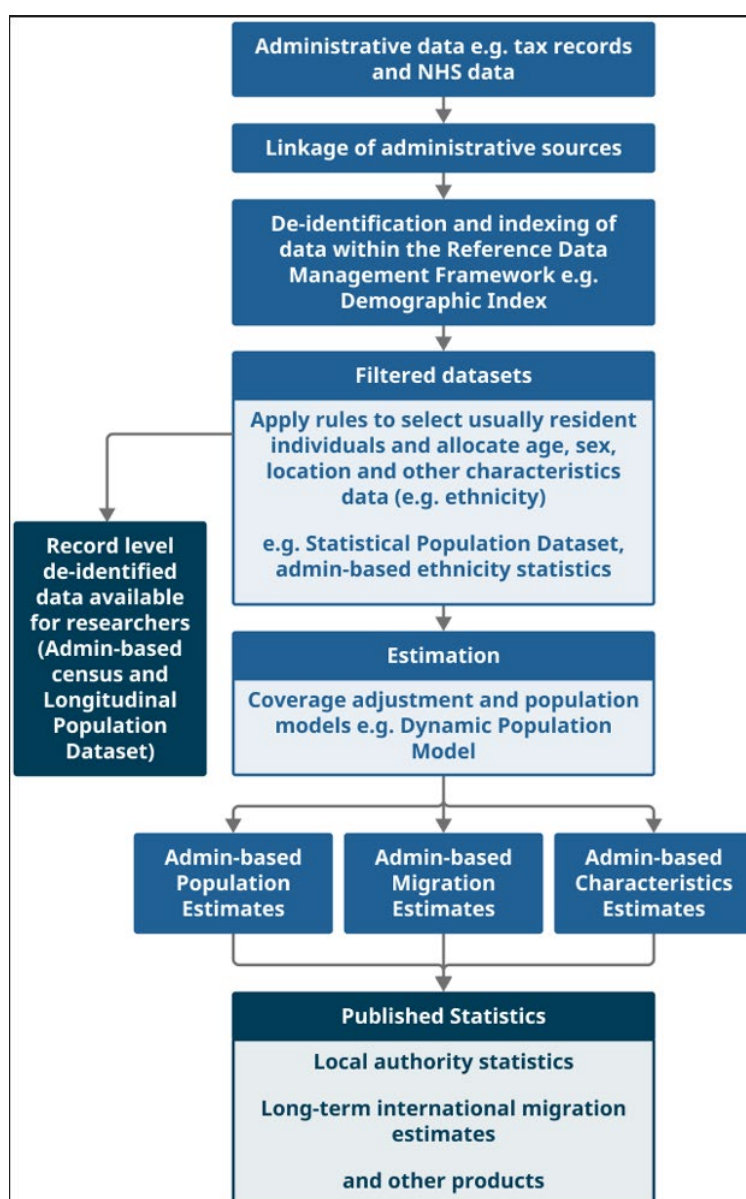 Administrative data e.g. tax records
and NHS data
Linkage of administrative sources
De-identification and indexing of
data within the Reference Data
Management Framework e.g.
Demographic Index
Filtered datasets
Apply rules to select usually resident
individuals and allocate age, sex,
location and other characteristics
data (e.g. ethnicity)
e.g. Statistical Population Dataset,
admin-based ethnicity statistics
Record level
de-identified
data available
for researchers
(Admin-based
census and
Longitudinal
Population
Dataset)
Estimation
Coverage adjustment and population
models e.g. Dynamic Population
Model
Admin-based
Population
Estimates
Admin-based
Migration
Estimates
Admin-based
Characteristics
Estimates
Published Statistics
Local authority statistics
Long-term international migration
estimates
and other products